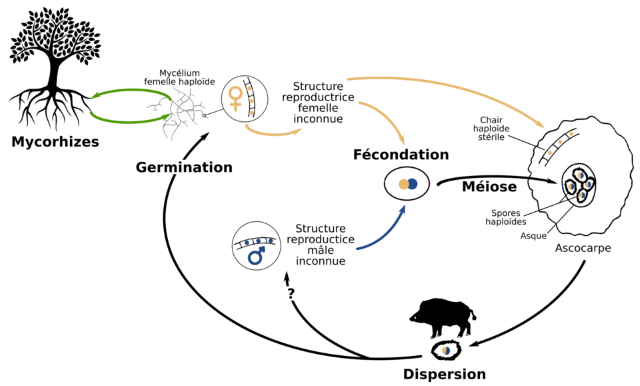 Mycélium
femelle haploïde
Mycorhizes
Structure
reproductrice
femelle
inconnue
Germination
Fécondation
Chair
haploïde
stérile
Méiose
Spores
haploïdes
Asque
Ascocarpe
Structure
reproductice
mâle
inconnue
?
Dispersion